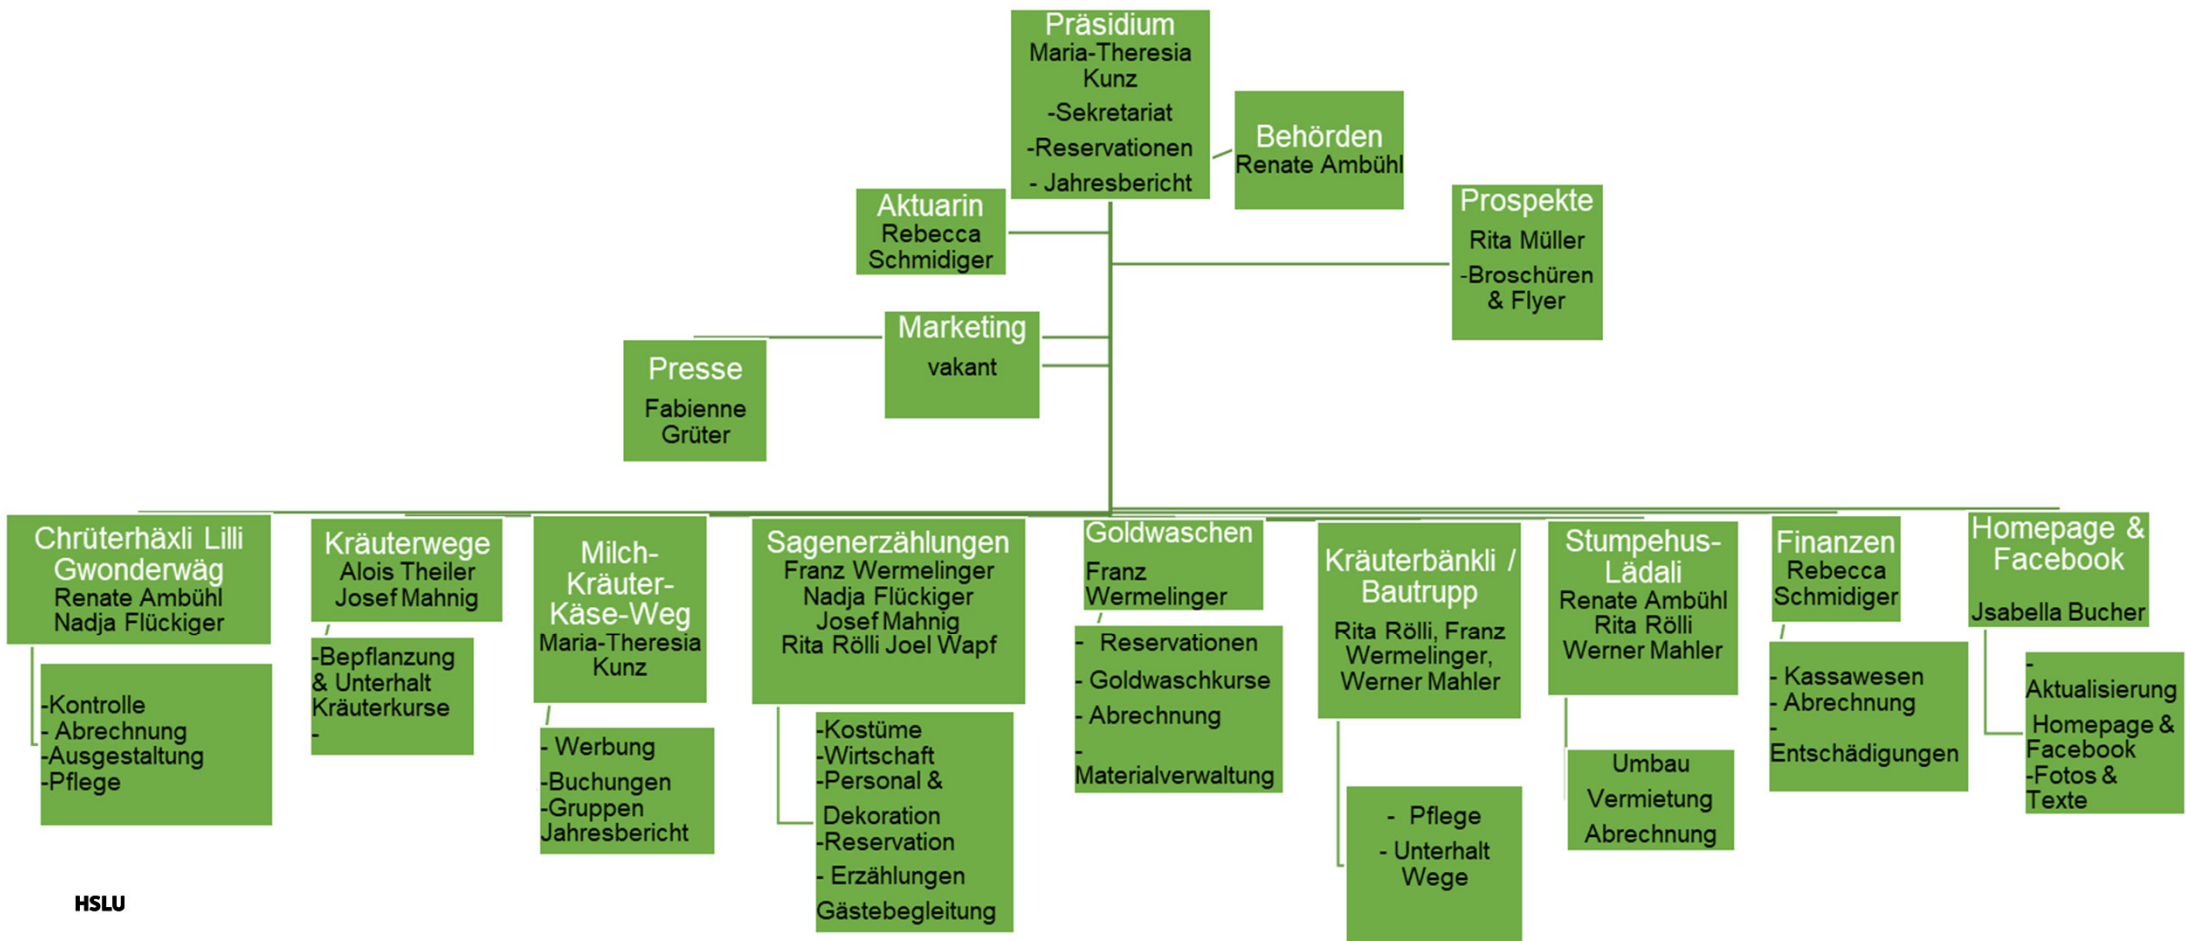 Präsidium
Maria-Theresia
Kunz
-Sekretariat
-Reservationen
- Jahresbericht
Behörden
Renate Ambühl
Aktuarin
Rebecca
Schmidiger
Prospekte
Rita Müller
-Broschüren
& Flyer
Marketing
vakant
Presse
Fabienne
Grüter
Chrüterhäxli Lilli
Gwonderwäg
Renate Ambühl
Nadja Flückiger
-Kontrolle
- Abrechnung
-Ausgestaltung
-Pflege
Kräuterwege
Alois Theiler
Josef Mahnig
-Bepflanzung
& Unterhalt
Kräuterkurse
-
Milch-
Kräuter-
Käse-Weg
Maria-Theresia
Kunz
- Werbung
-Buchungen
-Gruppen
Jahresbericht
Sagenerzählungen
Franz Wermelinger
Nadja Flückiger
Josef Mahnig
Rita Rölli Joel Wapf
-Kostüme
-Wirtschaft
-Personal &
Dekoration
-Reservation
- Erzählungen
Gästebegleitung
Goldwaschen
Franz
Wermelinger
- Reservationen
- Goldwaschkurse
- Abrechnung
-
Materialverwaltung
Kräuterbänkli /
Bautrupp
Rita Rölli, Franz
Wermelinger,
Werner Mahler
- Pflege
- Unterhalt
Wege
Stumpehus-
Lädali
Renate Ambühl
Rita Rölli
Werner Mahler
Umbau
Vermietung
Abrechnung
Finanzen
Rebecca
Schmidiger
- Kassawesen
- Abrechnung
-
Entschädigungen
Homepage &
Facebook
Jsabella Bucher
-
Aktualisierung
Homepage &
Facebook
-Fotos &
Texte
HSLU